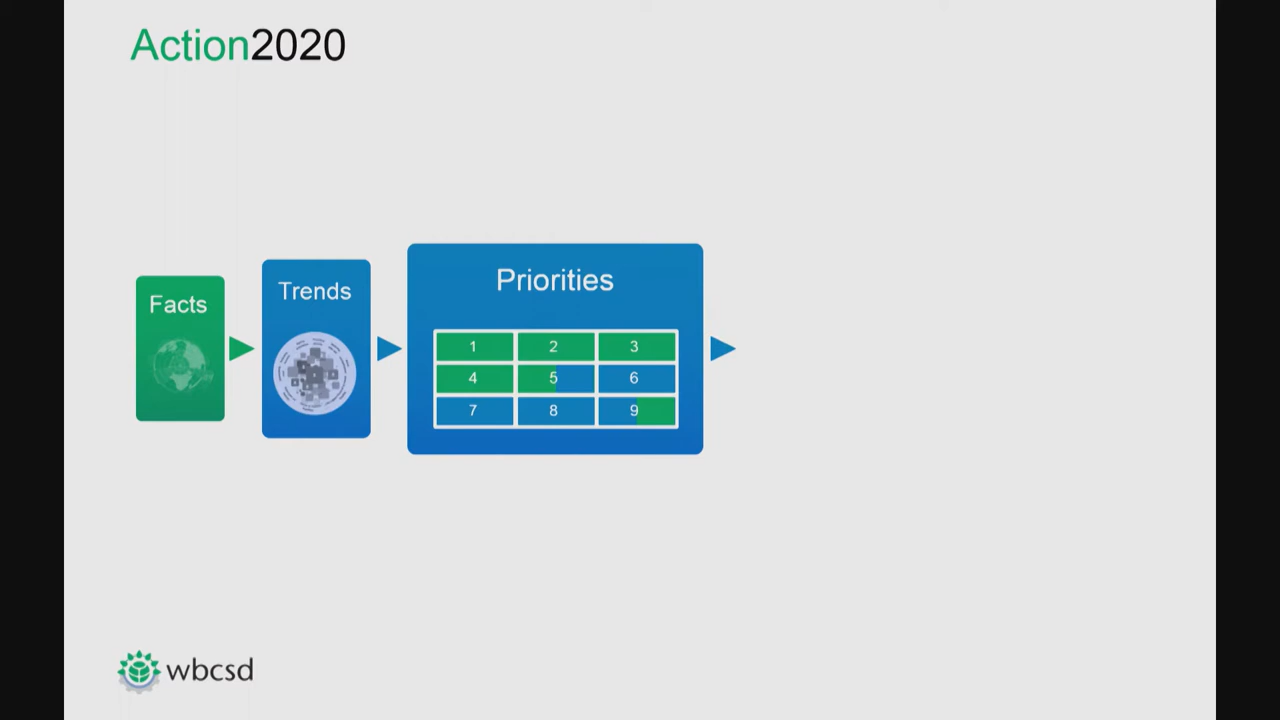 Action2020
Facts
Trends
Priorities
1 2 3
4 5 6
7 8 9
wbcsd